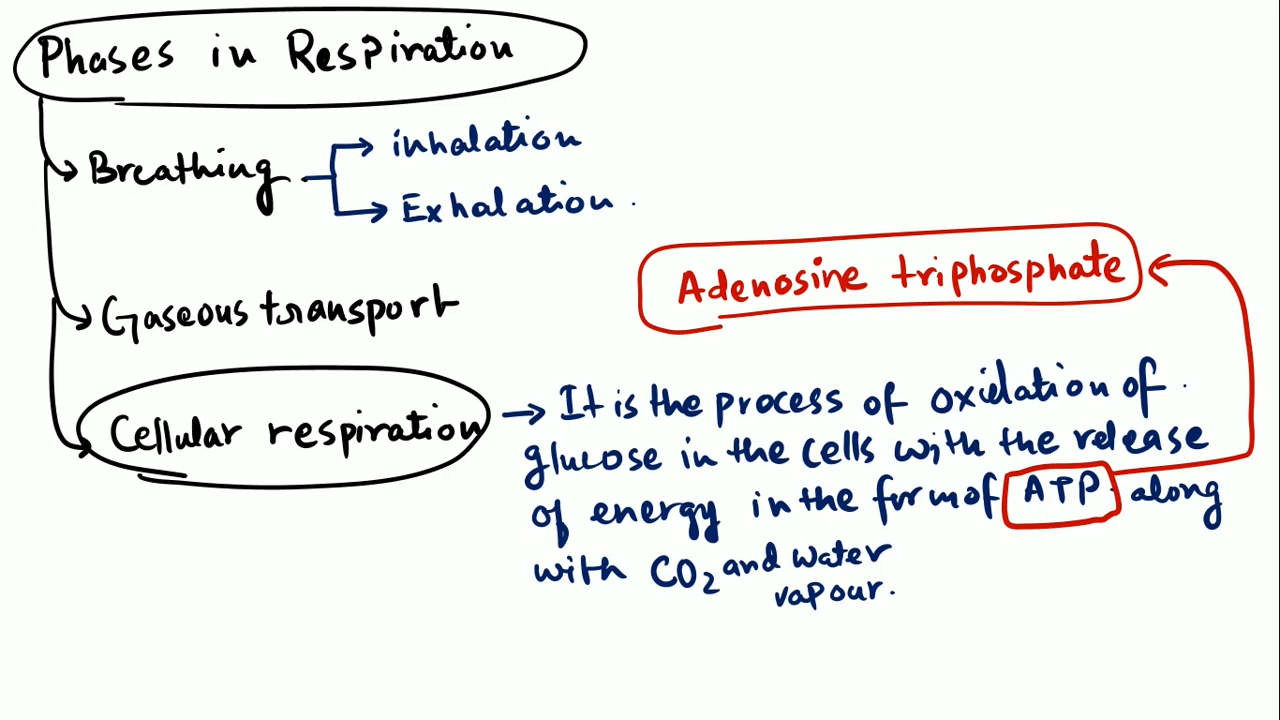 Phases in Respiration
Breathing
inhalation
Exhalation.
Gaseous transport
Adenosine triphosphate
Cellular respiration
It is the process of oxidation of
glucose in the cells with the release
of energy in the form of ATP. along
with CO₂ and water
vapour.